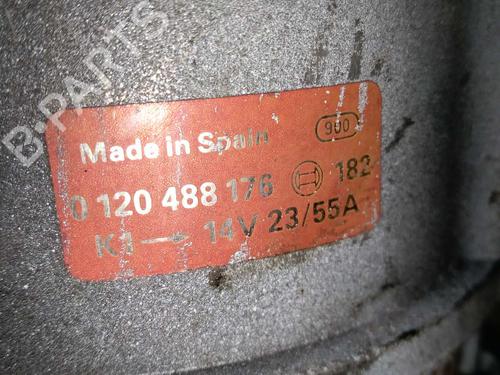 B-PARTS
Made in Spain
900
0 120 488 176 182
K1 → 14V 23/55A